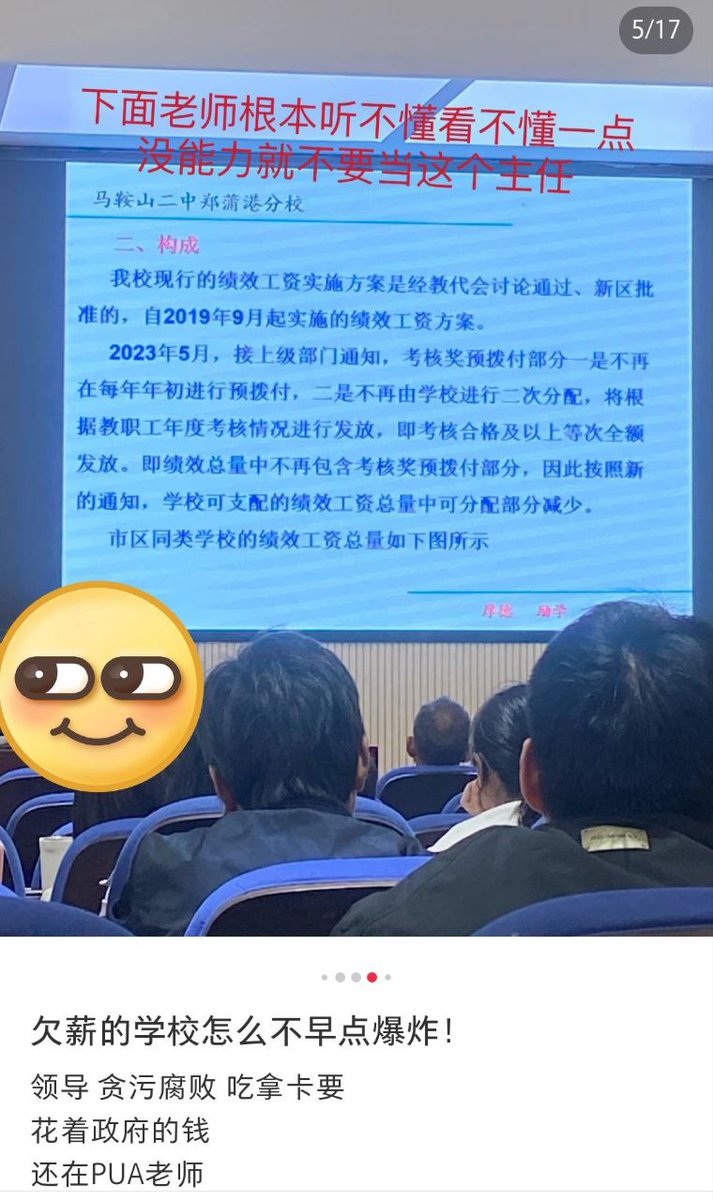 5/17
下面老师根本听不懂看不懂一点
没能力就不要当这个主任
马鞍山二中郑蒲港分校
二、构成
我校现行的绩效工资实施方案是经教代会讨论通过、新区批
准的，自2019年9月起实施的绩效工资方案。
2023年5月，接上级部门通知，考核奖预拨付部分一是不再
在每年年初进行预拨付，二是不再由学校进行二次分配，将根
据教职工年度考核情况进行发放，即考核合格及以上等次全额
发放。即绩效总量中不再包含考核奖预拨付部分，因此按照新
的通知，学校可支配的绩效工资总量中可分配部分减少。
市区同类学校的绩效工资总量如下图所示
厚德 励学
欠薪的学校怎么不早点爆炸！
领导 贪污腐败 吃拿卡要
花着政府的钱
还在PUA老师